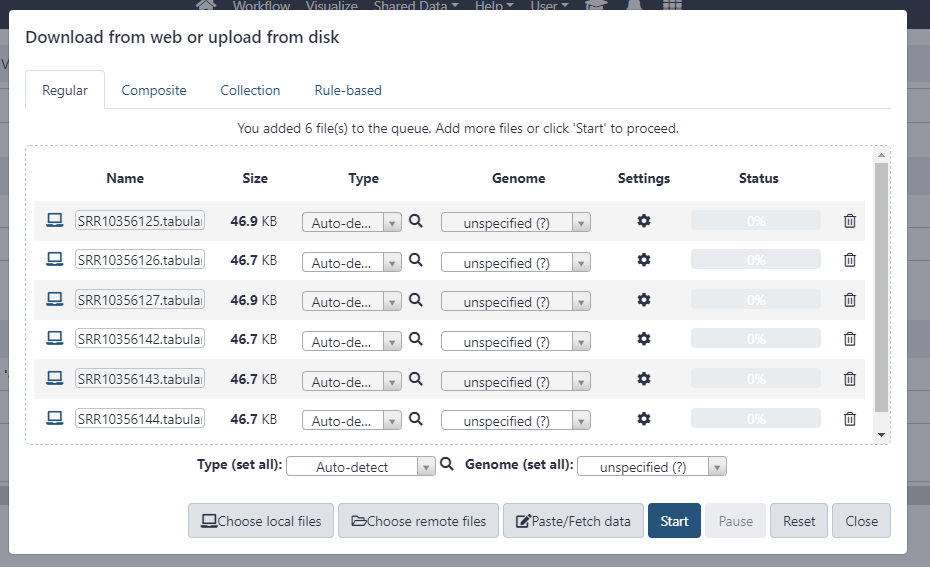 Workflow Visualize Shared Data Help User
Download from web or upload from disk
Regular Composite Collection Rule-based
You added 6 file(s) to the queue. Add more files or click 'Start' to proceed.
Name Size Type Genome Settings Status
SRR10356125.tabula 46.9 KB Auto-de... unspecified (?) 0%
SRR10356126.tabula 46.7 KB Auto-de... unspecified (?) 0%
SRR10356127.tabula 46.9 KB Auto-de... unspecified (?) 0%
SRR10356142.tabula 46.7 KB Auto-de... unspecified (?) 0%
SRR10356143.tabula 46.7 KB Auto-de... unspecified (?) 0%
SRR10356144.tabula 46.7 KB Auto-de... unspecified (?) 0%
Type (set all): Auto-detect Genome (set all): unspecified (?)
Choose local files Choose remote files Paste/Fetch data Start Pause Reset Close